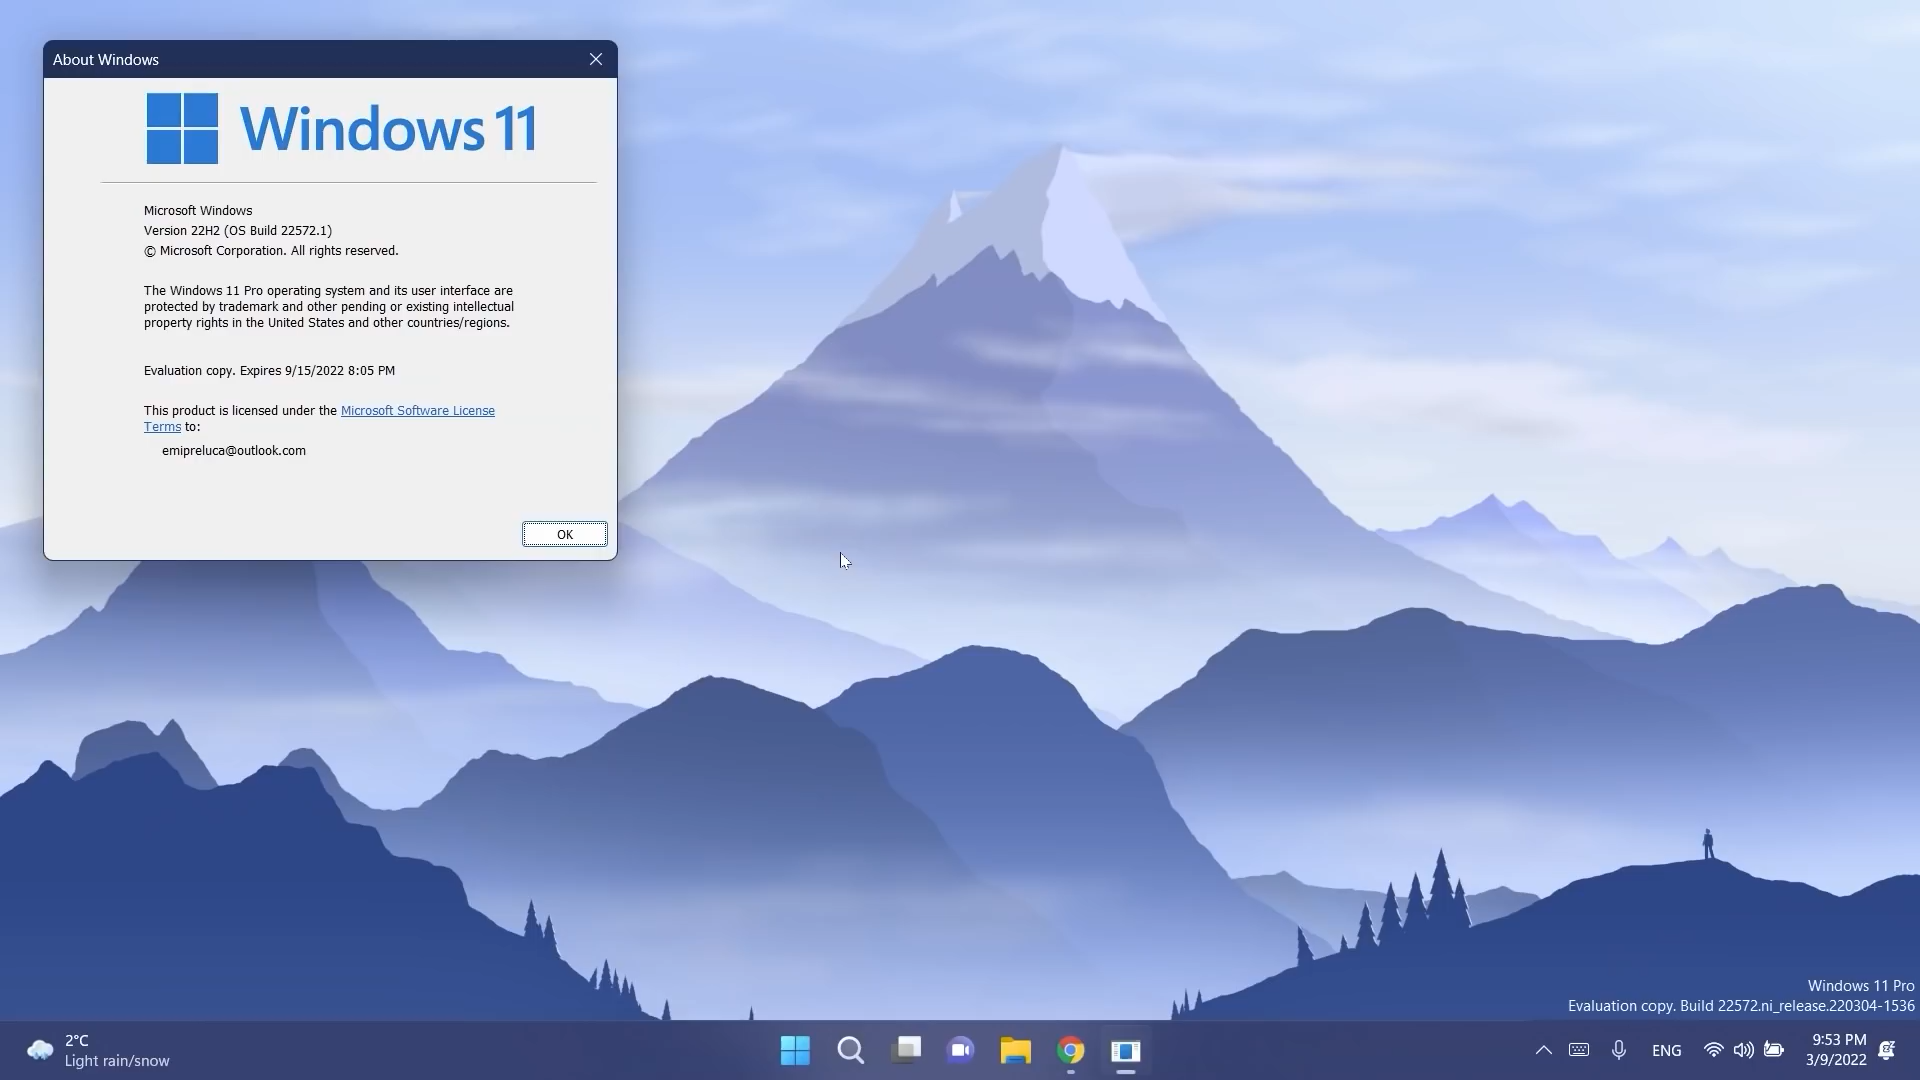 About Windows
Windows 11
Microsoft Windows
Version 22H2 (OS Build 22572.1)
© Microsoft Corporation. All rights reserved.
The Windows 11 Pro operating system and its user interface are
protected by trademark and other pending or existing intellectual
property rights in the United States and other countries/regions.
Evaluation copy. Expires 9/15/2022 8:05 PM
This product is licensed under the Microsoft Software License
Terms to:
emipreluca@outlook.com
OK
Windows 11 Pro
Evaluation copy. Build 22572.ni_release.220304-1536
2°C
Light rain/snow
ENG
9:53 PM
3/9/2022